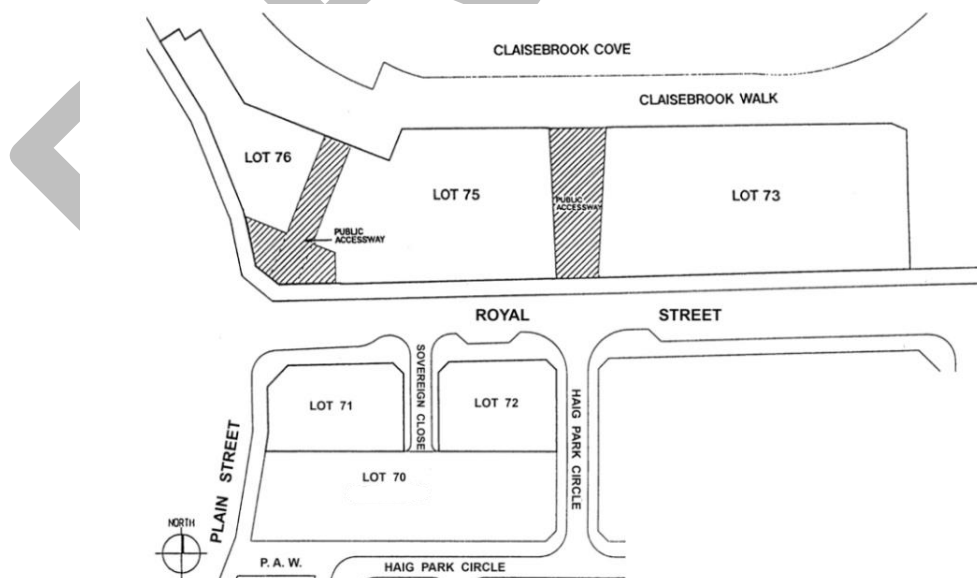 CLAISEBROOK COVE
CLAISEBROOK WALK
LOT 76
LOT 75
LOT 73
PUBLIC
ACCESSWAY
PUBLIC
ACCESSWAY
ROYAL STREET
SOVEREIGN CLOSE
LOT 71
LOT 72
HAIG PARK CIRCLE
PLAIN STREET
LOT 70
NORTH
P. A. W.
HAIG PARK CIRCLE